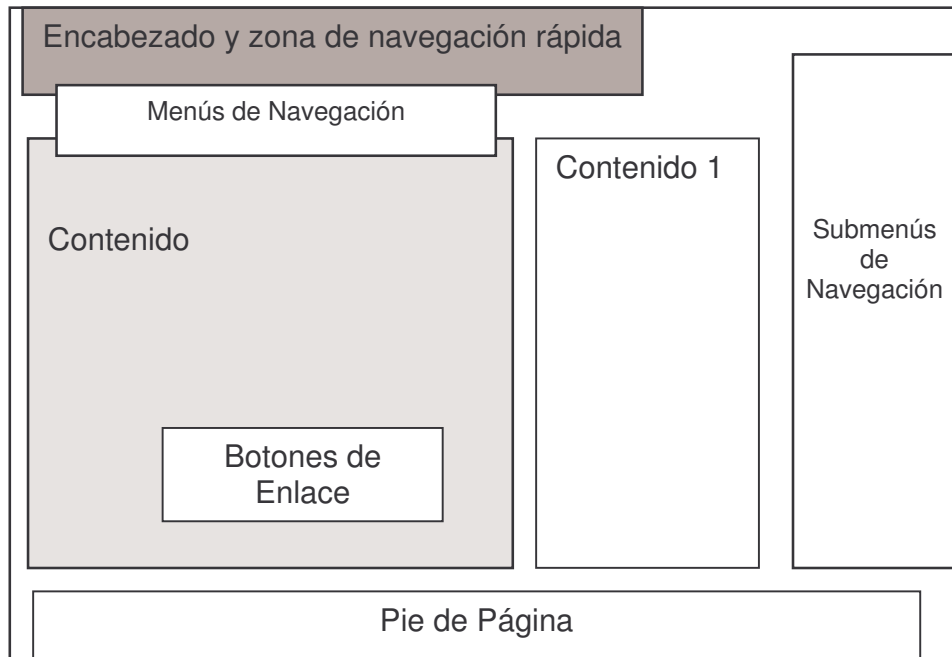 Encabezado y zona de navegación rápida
Menús de Navegación
Contenido
Botones de
Enlace
Contenido 1
Submenús
de
Navegación
Pie de Página